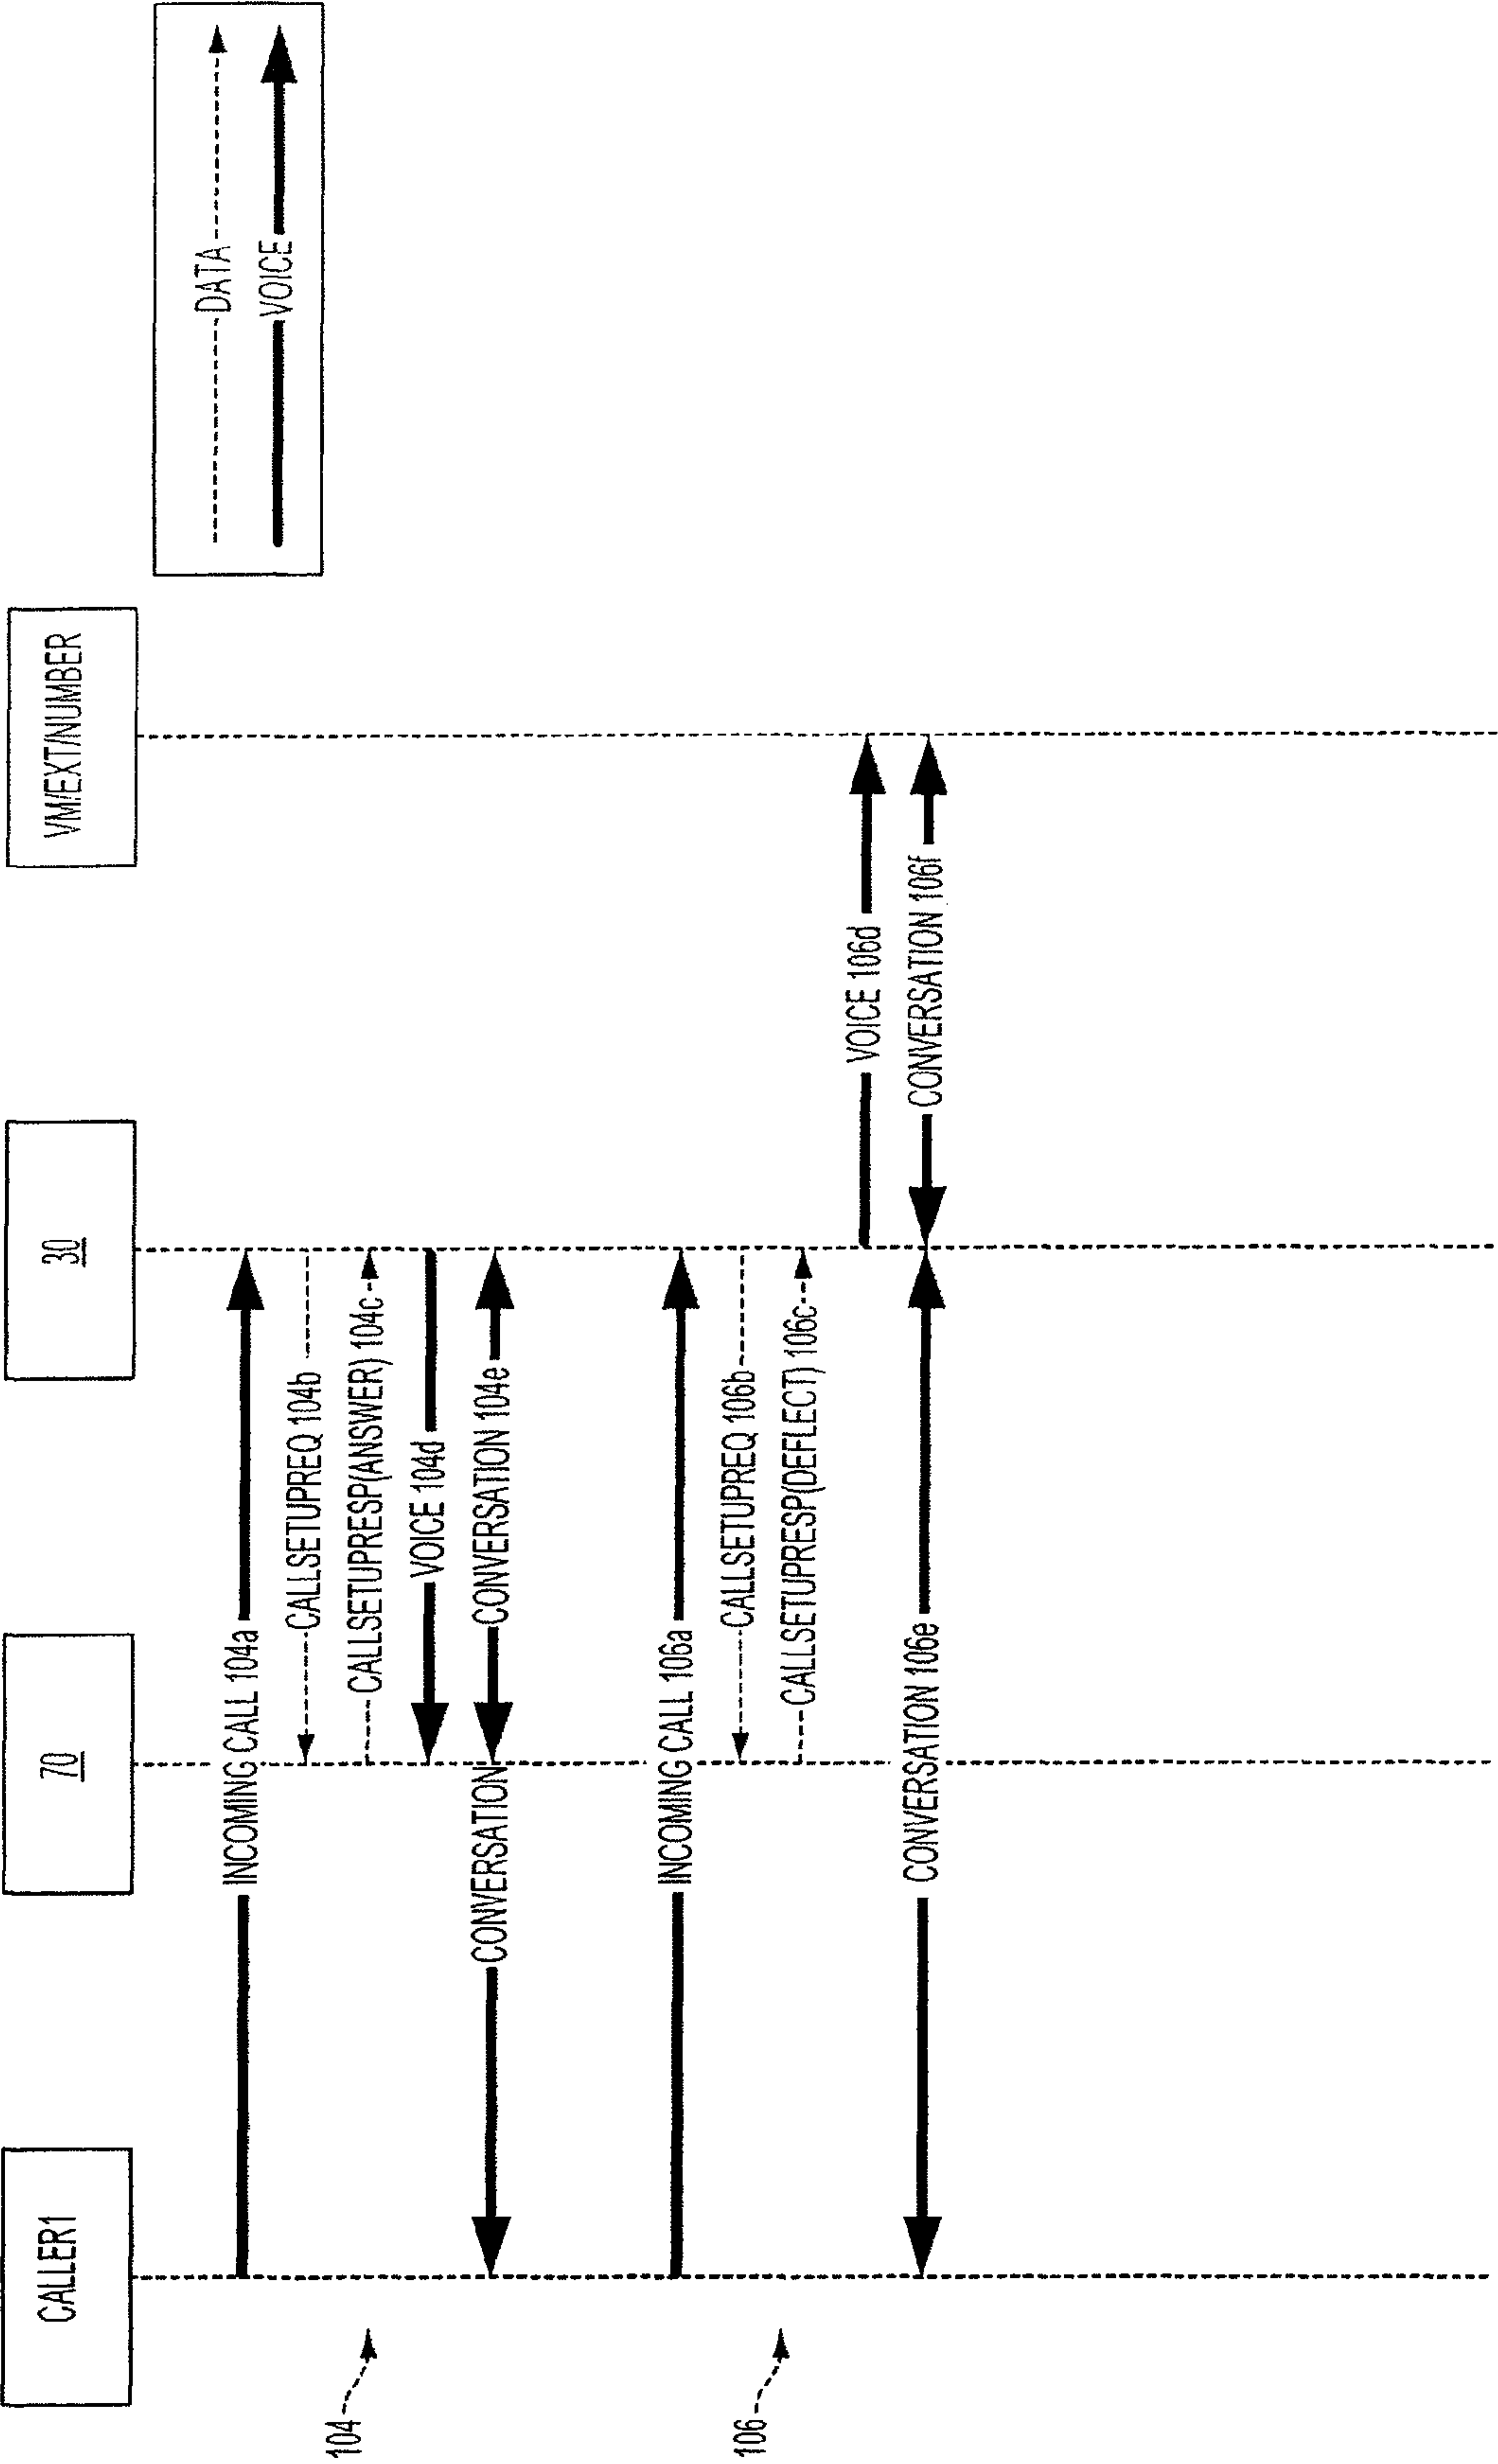 CALLER1
70
30
VM/EXT/NUMBER
DATA
VOICE
104
INCOMING CALL 104a
CALLSETUPREQ 104b
CALLSETUPRESP(ANSWER) 104c
VOICE 104d
CONVERSATION
CONVERSATION 104e
106
INCOMING CALL 106a
CALLSETUPREQ 106b
CALLSETUPRESP(DEFLECT) 106c
VOICE 106d
CONVERSATION 106e
CONVERSATION 106f